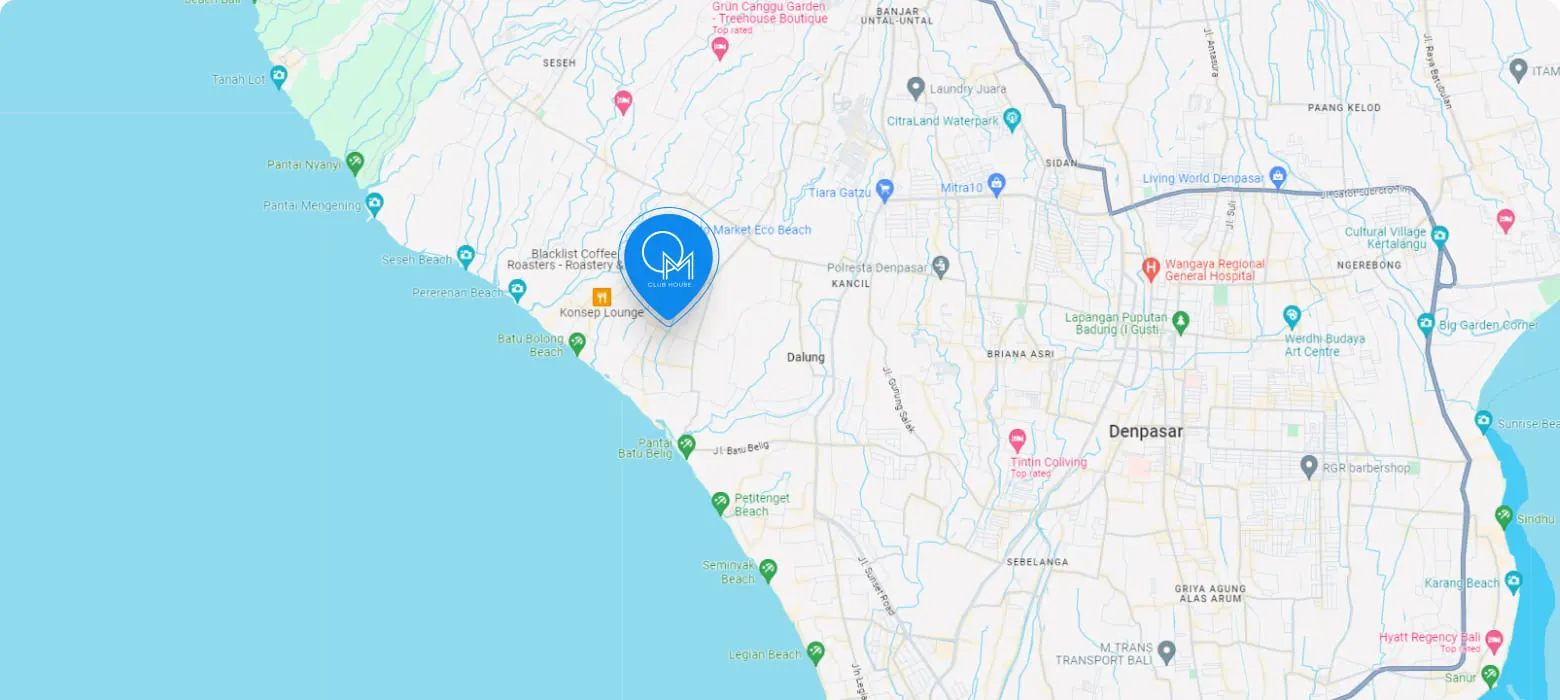 Grün Canggu Garden
- Treehouse Boutique
Top rated
BANJAR
UNTAL-UNTAL
Jl. Antasura
Jl. Raya Batubulan
SESEH
Tanah Lot
Laundry Juara
ITAM
CitraLand Waterpark
PAANG KELOD
Pantai Nyanyi
SIDAN
Living World Denpasar
Tiara Gatzu
Mitra10
Jl. Gatot Subroto Tim.
Pantai Mengening
Jl. Suli
Market Eco Beach
Cultural Village
Kertalangu
Seseh Beach
Blacklist Coffee
Roasters - Roastery &
OM
CLUB HOUSE
Polresta Denpasar
KANCIL
Wangaya Regional
General Hospital
NGEREBONG
Pererenan Beach
Konsep Lounge
Lapangan Puputan
Badung (I Gusti...
Big Garden Corner
Batu Bolong
Beach
Dalung
BRIANA ASRI
Werdhi Budaya
Art Centre
Jl. Gunung Salak
Denpasar
Sunrise Bea
Pantai
Batu Belig
Jl. Batu Belig
Tintin Coliving
Top rated
RGR barbershop
Petitenget
Beach
Sindhu
Seminyak
Beach
Jl. Sunset Road
SEBELANGA
GRIYA AGUNG
ALAS ARUM
Karang Beach
Legian Beach
M.TRANS
TRANSPORT BALI
Hyatt Regency Bali
Top rated
Jl. Legia
Sanur